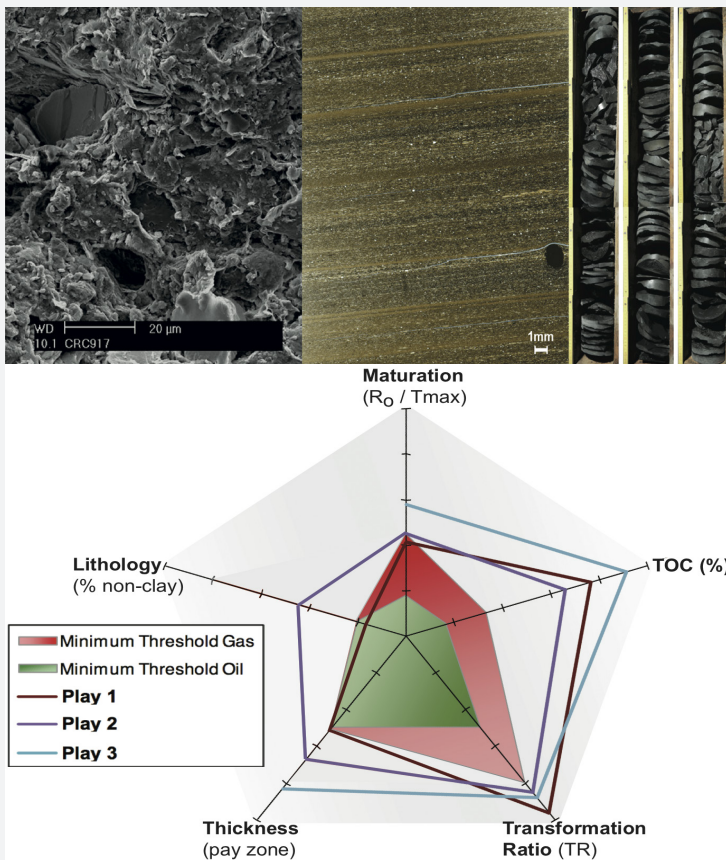 WD 20 µm
10.1 CRC917
1mm
Maturation
(Ro / Tmax)
TOC (%)
Lithology
(% non-clay)
Minimum Threshold Gas
Minimum Threshold Oil
Play 1
Play 2
Play 3
Thickness
(pay zone)
Transformation
Ratio (TR)